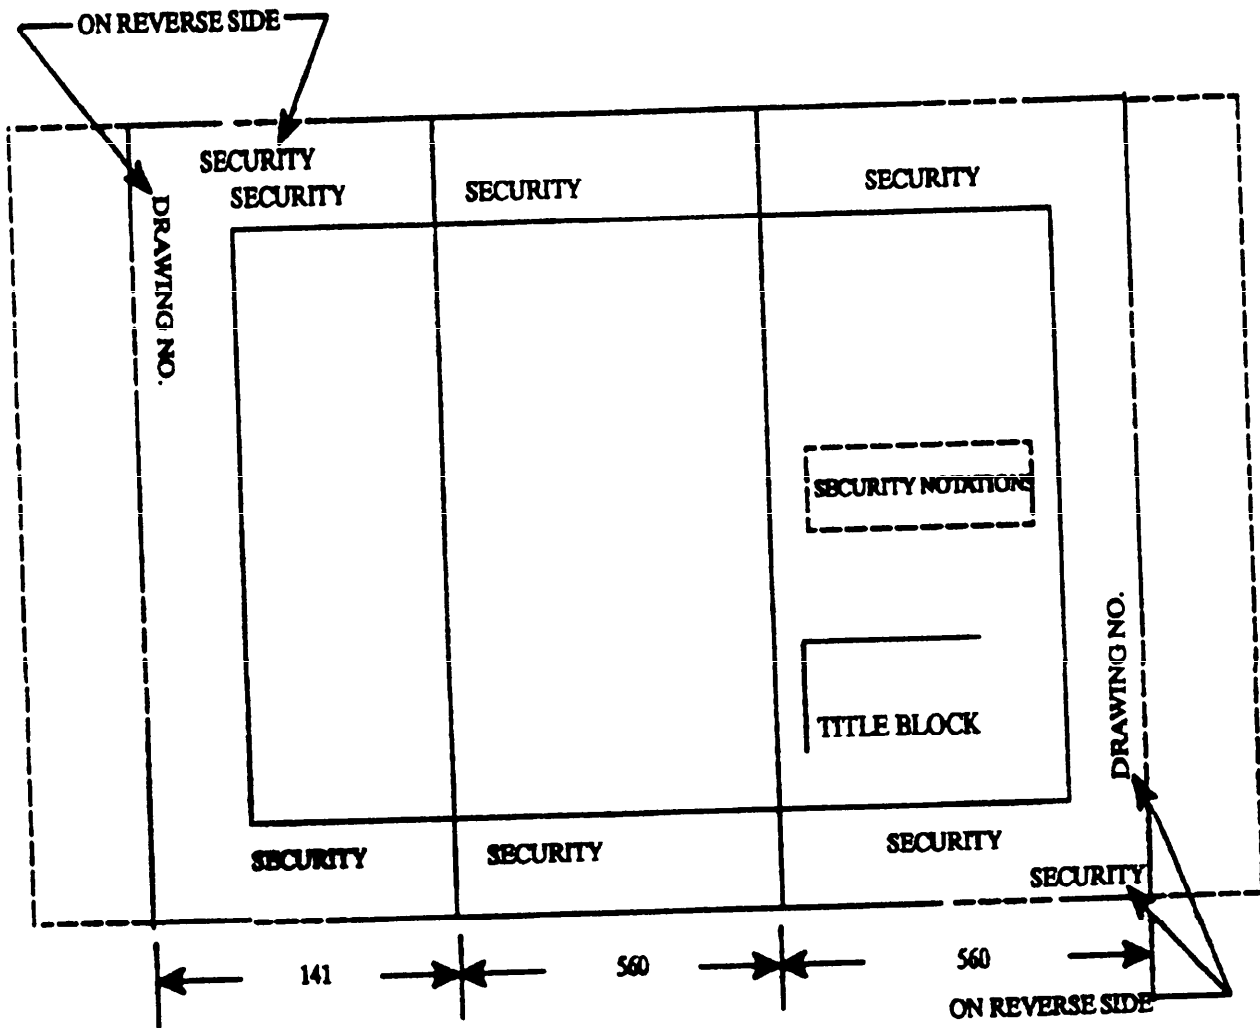 ON REVERSE SIDE
SECURITY
SECURITY
SECURITY
SECURITY
DRAWING NO.
SECURITY NOTATIONS
DRAWING NO.
TITLE BLOCK
SECURITY
SECURITY
SECURITY
SECURITY
141
560
560
ON REVERSE SIDE